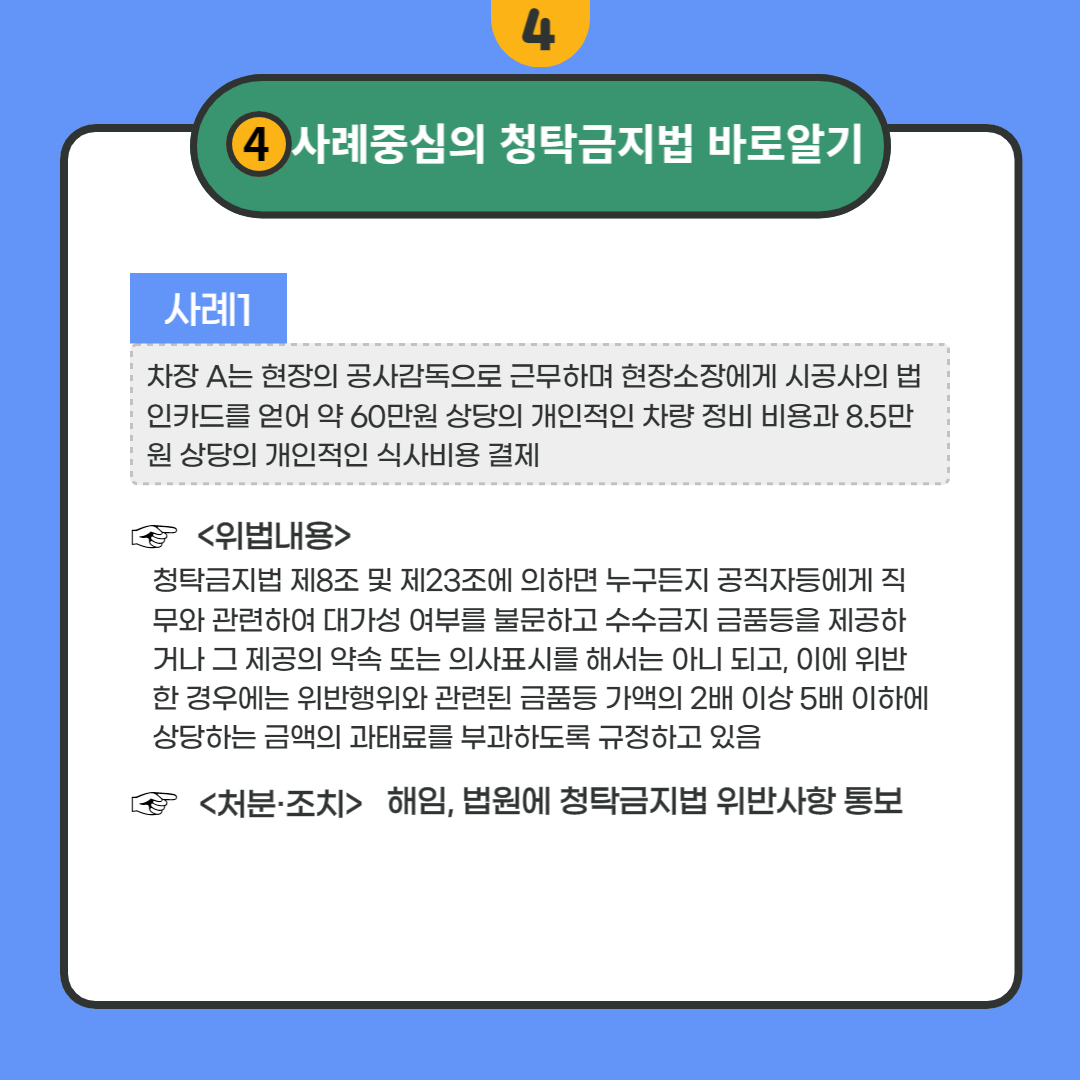 4
4 사례중심의 청탁금지법 바로알기
사례1
차장 A는 현장의 공사감독으로 근무하며 현장소장에게 시공사의 법
인카드를 얻어 약 60만원 상당의 개인적인 차량 정비 비용과 8.5만
원 상당의 개인적인 식사비용 결제
☞ <위법내용>
청탁금지법 제8조 및 제23조에 의하면 누구든지 공직자등에게 직
무와 관련하여 대가성 여부를 불문하고 수수금지 금품등을 제공하
거나 그 제공의 약속 또는 의사표시를 해서는 아니 되고, 이에 위반
한 경우에는 위반행위와 관련된 금품등 가액의 2배 이상 5배 이하에
상당하는 금액의 과태료를 부과하도록 규정하고 있음
☞ <처분·조치> 해임, 법원에 청탁금지법 위반사항 통보